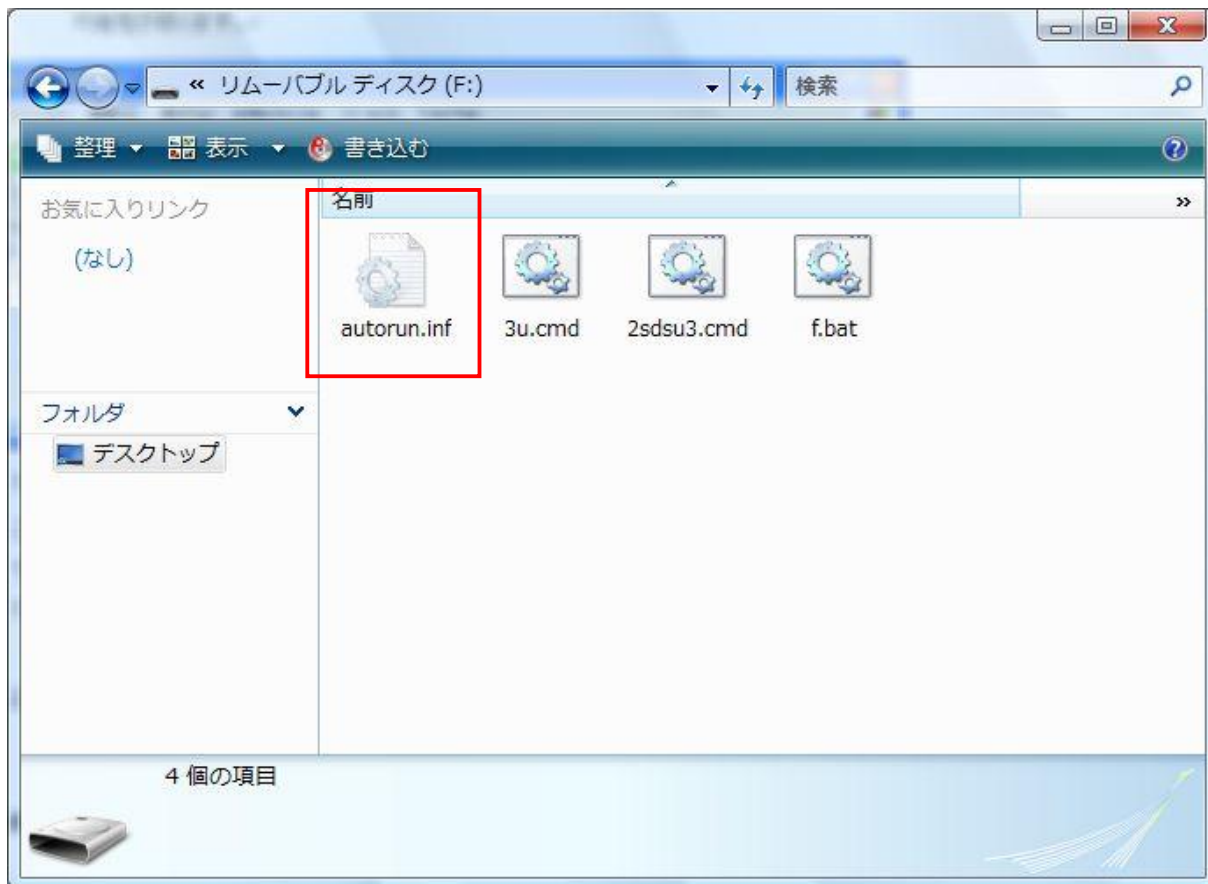 « リムーバブル ディスク (F:)
検索
整理 表示 書き込む
お気に入りリンク
(なし)
名前
»
autorun.inf 3u.cmd 2sdsu3.cmd f.bat
フォルダ
デスクトップ
4 個の項目